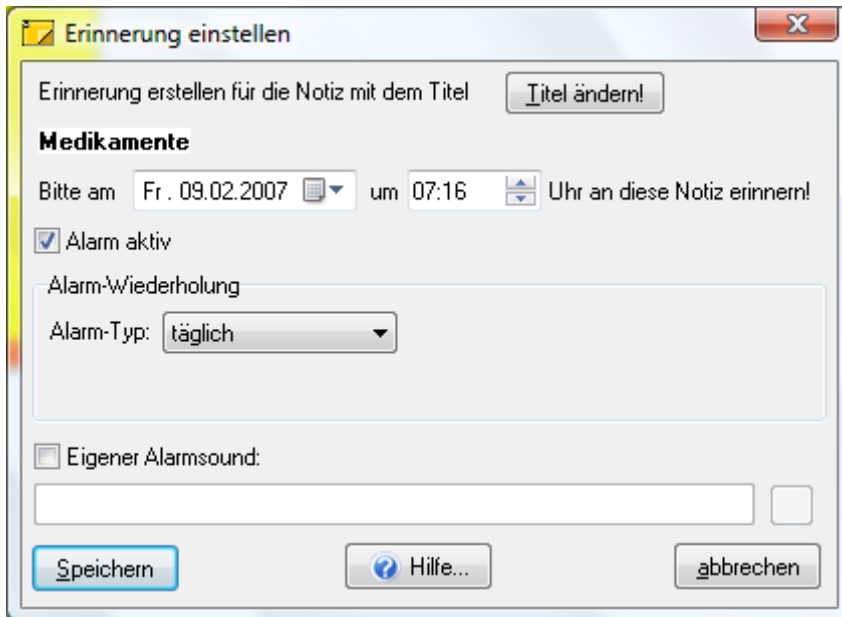 Erinnerung einstellen
Erinnerung erstellen für die Notiz mit dem Titel Titel ändern!
Medikamente
Bitte am Fr . 09.02.2007 um 07:16 Uhr an diese Notiz erinnern!
Alarm aktiv
Alarm-Wiederholung
Alarm-Typ: täglich
Eigener Alarmsound:
Speichern Hilfe... abbrechen